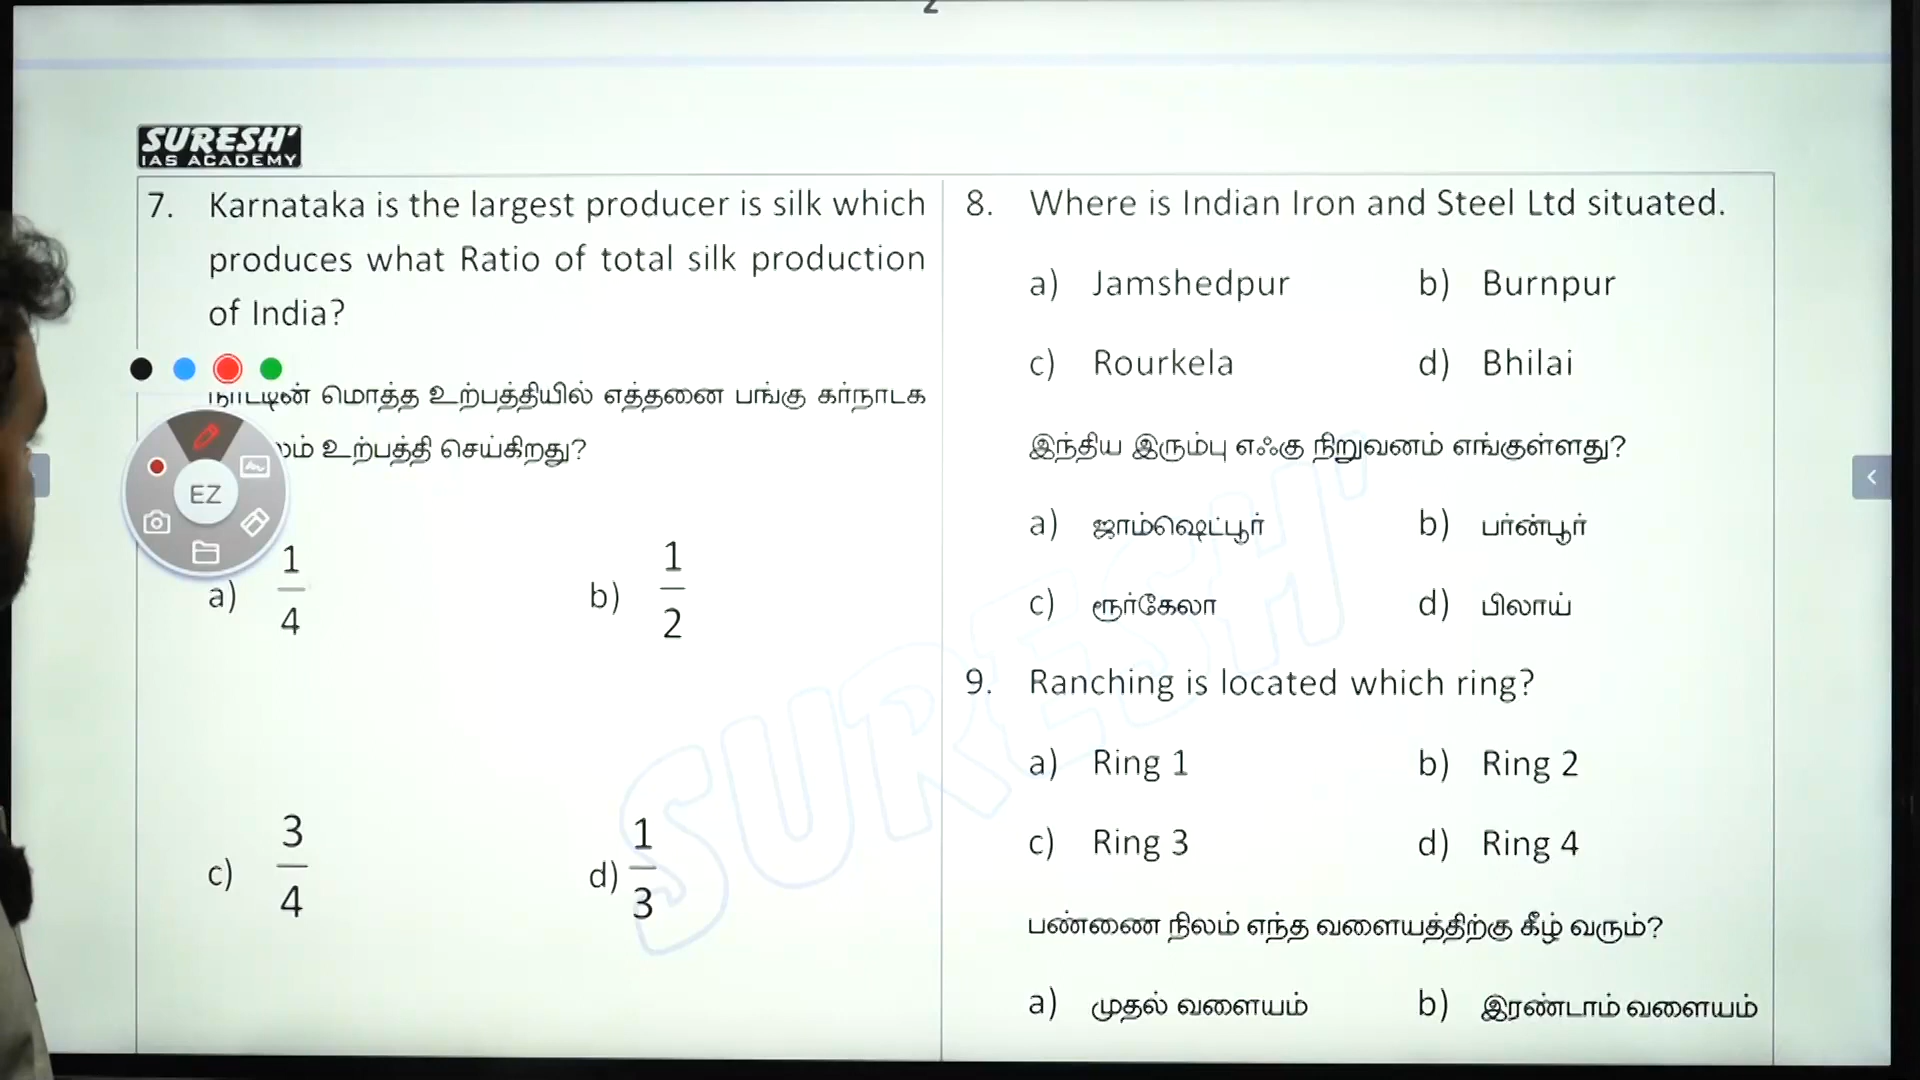 2
SURESH'
IAS ACADEMY
7. Karnataka is the largest producer is silk which
produces what Ratio of total silk production
of India?
நாட்டின் மொத்த உற்பத்தியில் எத்தனை பங்கு கர்நாடக
உற்பத்தி செய்கிறது?
EZ
a) 1/4 b) 1/2
c) 3/4 d) 1/3
8. Where is Indian Iron and Steel Ltd situated.
a) Jamshedpur b) Burnpur
c) Rourkela d) Bhilai
இந்திய இரும்பு எஃகு நிறுவனம் எங்குள்ளது?
a) ஜாம்ஷெட்பூர் b) பர்ன்பூர்
c) ரூர்கேலா d) பிலாய்
9. Ranching is located which ring?
a) Ring 1 b) Ring 2
c) Ring 3 d) Ring 4
பண்ணை நிலம் எந்த வளையத்திற்கு கீழ் வரும்?
a) முதல் வளையம் b) இரண்டாம் வளையம்
SURESH'